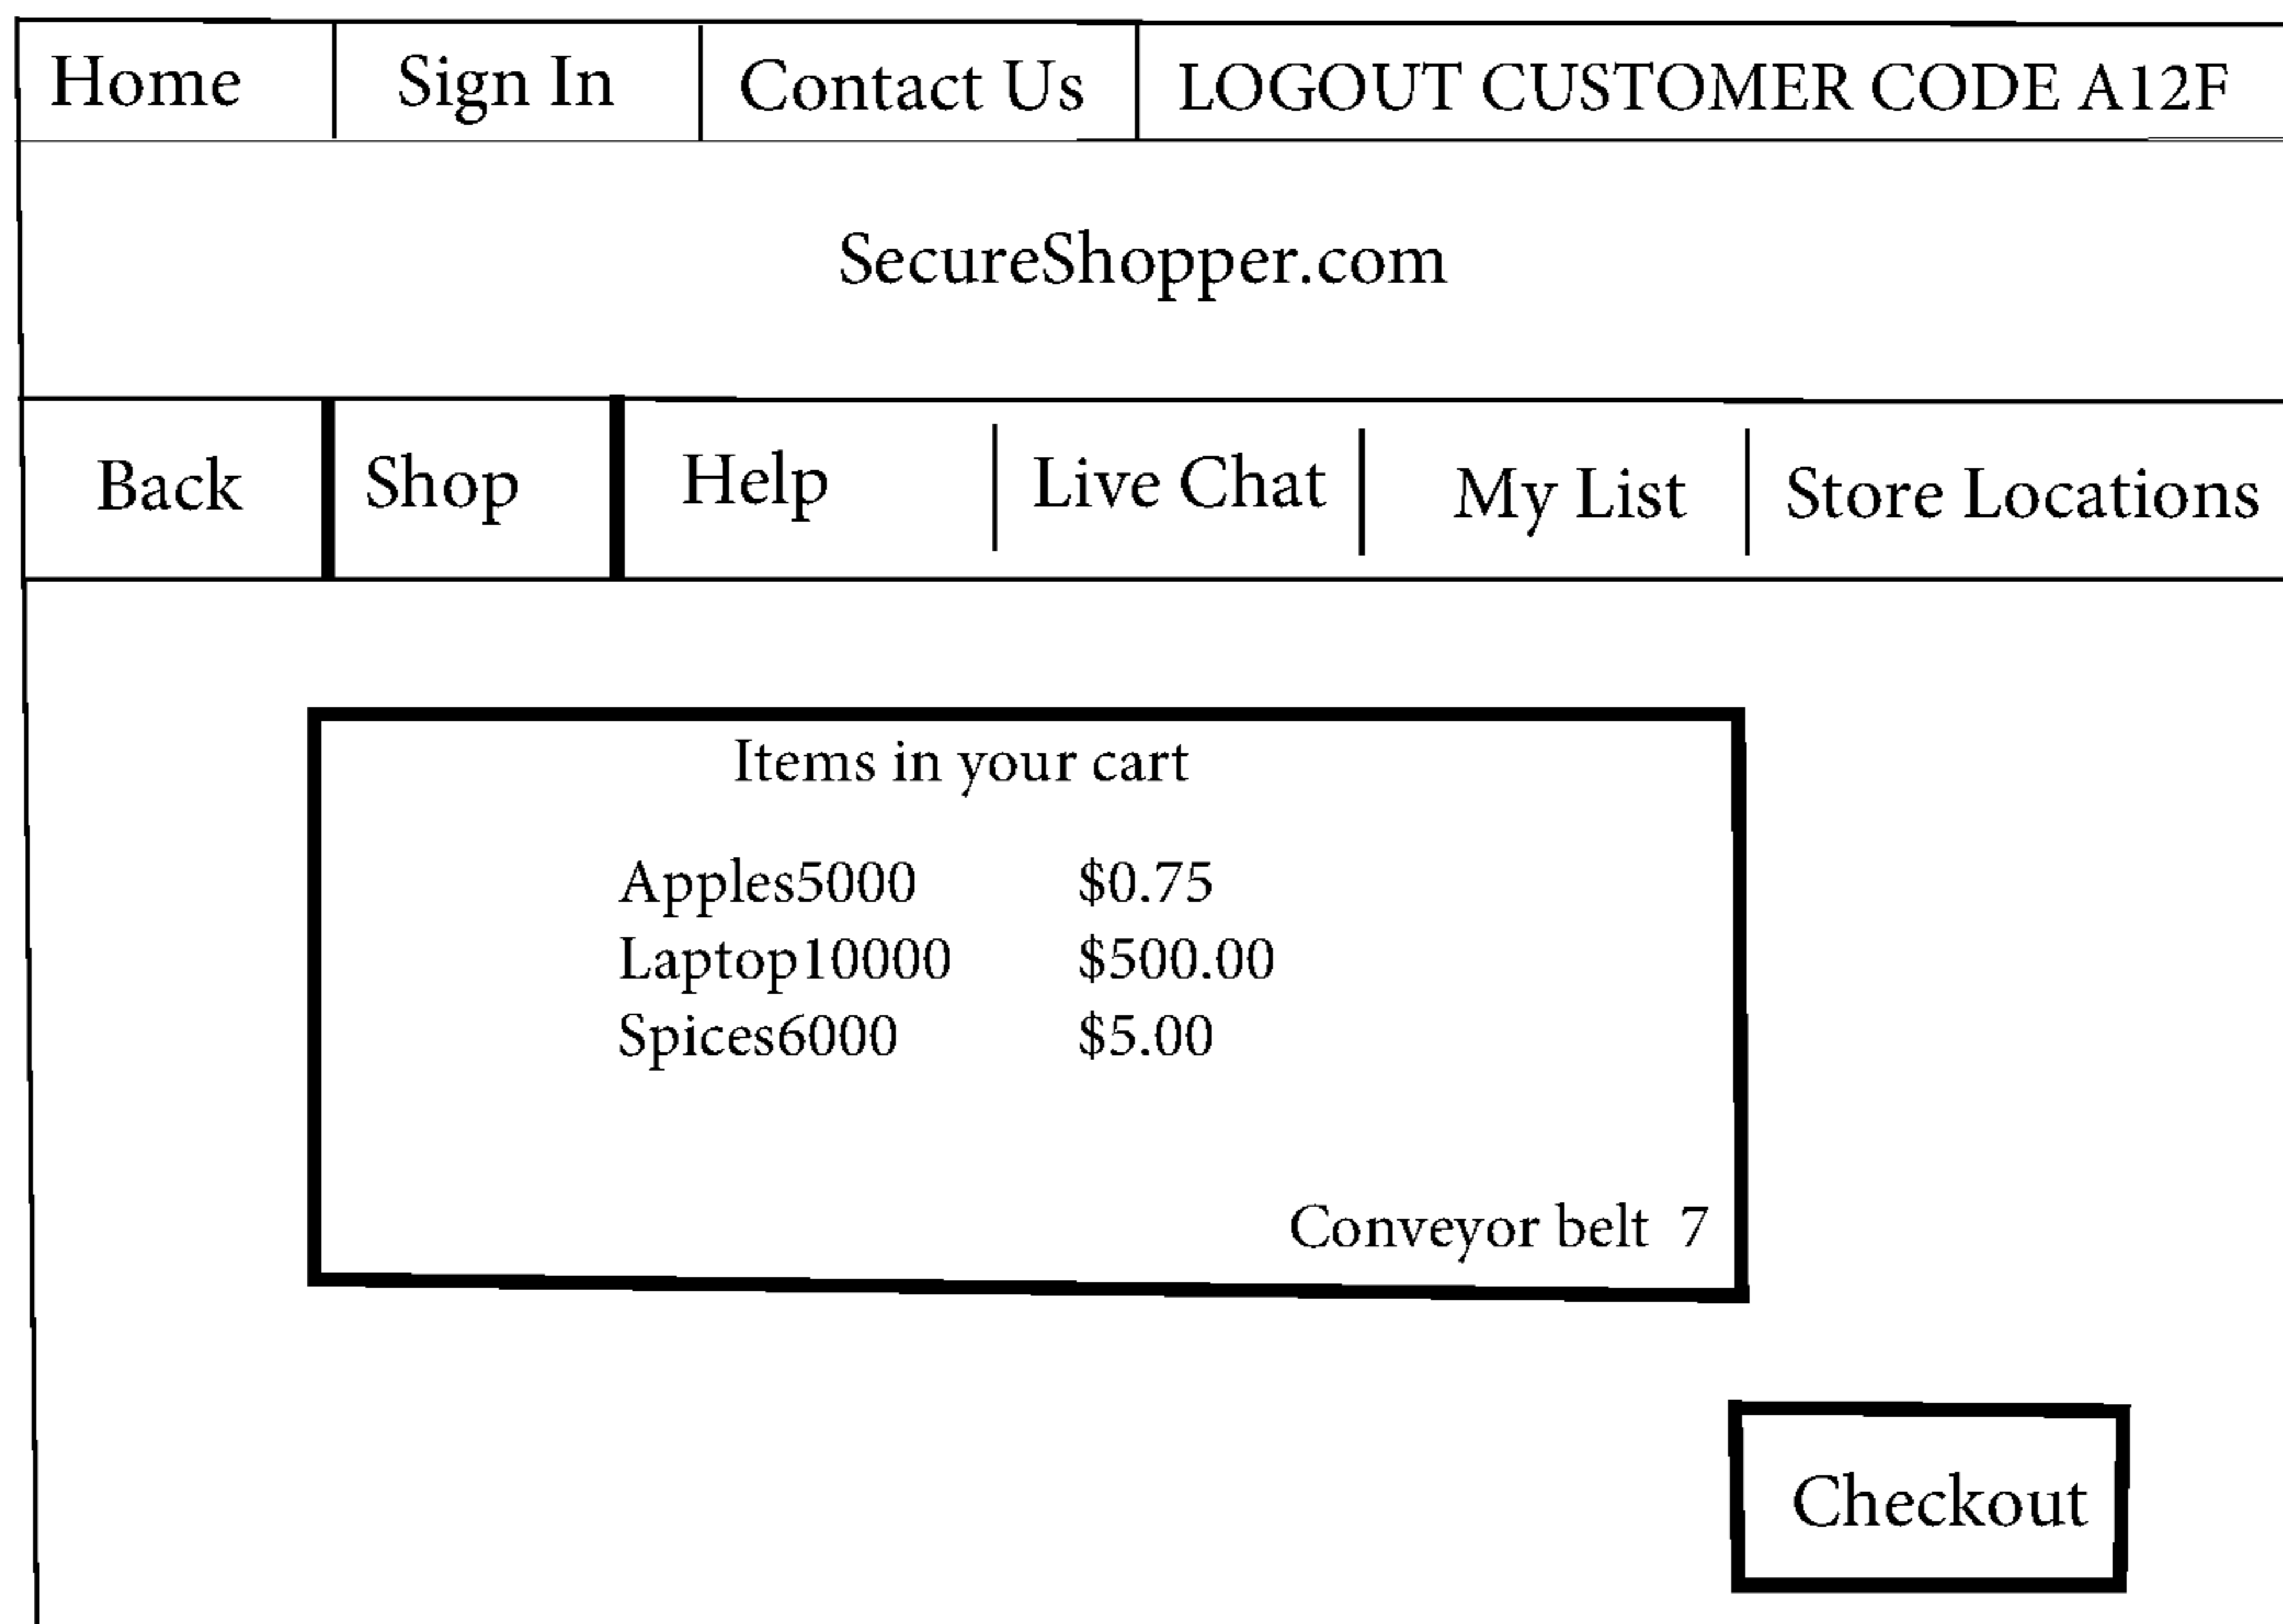 Home Sign In Contact Us LOGOUT CUSTOMER CODE A12F
SecureShopper.com
Back Shop Help Live Chat My List Store Locations
Items in your cart
Apples5000 $0.75
Laptop10000 $500.00
Spices6000 $5.00
Conveyor belt 7
Checkout